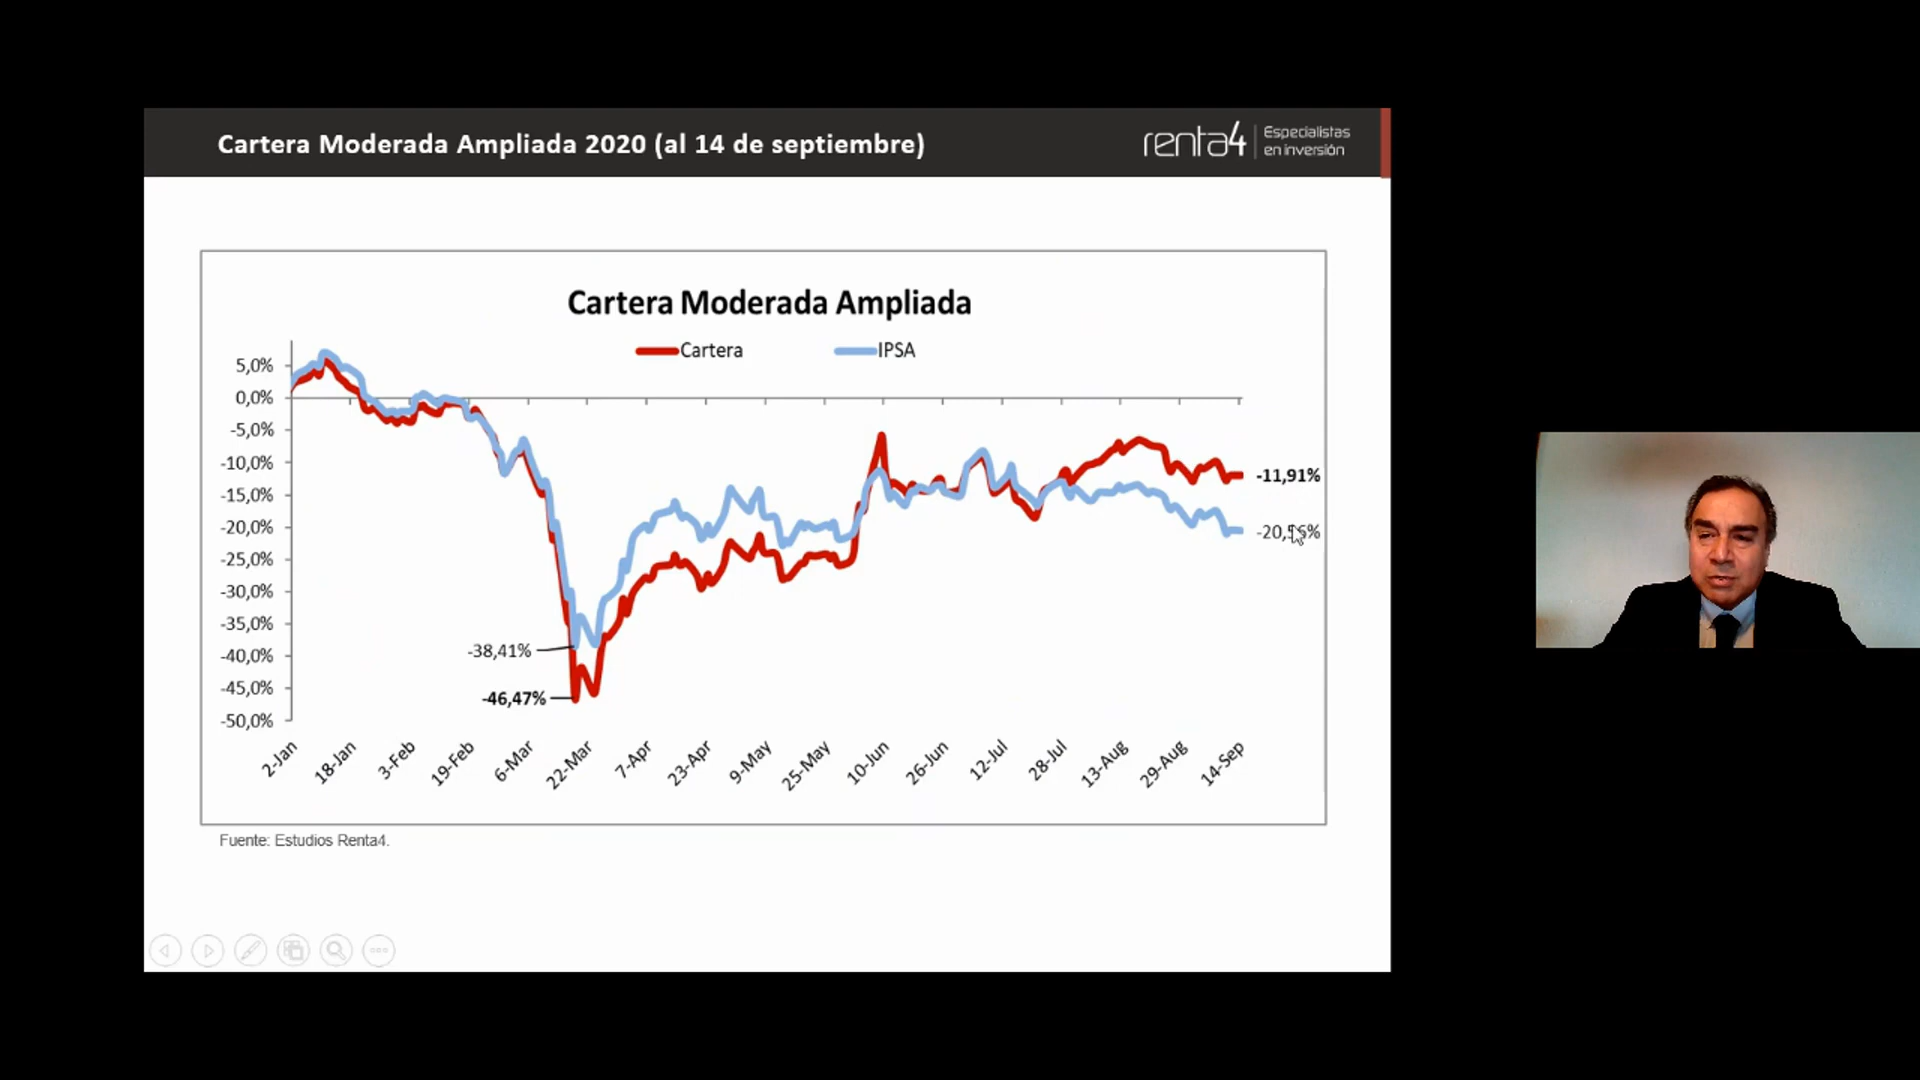 Cartera Moderada Ampliada 2020 (al 14 de septiembre)
renta4
Especialistas
en inversión
Cartera Moderada Ampliada
Cartera
IPSA
5,0%
0,0%
-5,0%
-10,0%
-15,0%
-20,0%
-25,0%
-30,0%
-35,0%
-40,0%
-45,0%
-50,0%
-11,91%
-38,41%
-46,47%
2-Jan
18-Jan
3-Feb
19-Feb
6-Mar
22-Mar
7-Apr
23-Apr
9-May
25-May
10-Jun
26-Jun
12-Jul
28-Jul
13-Aug
29-Aug
14-Sep
Fuente: Estudios Renta4.